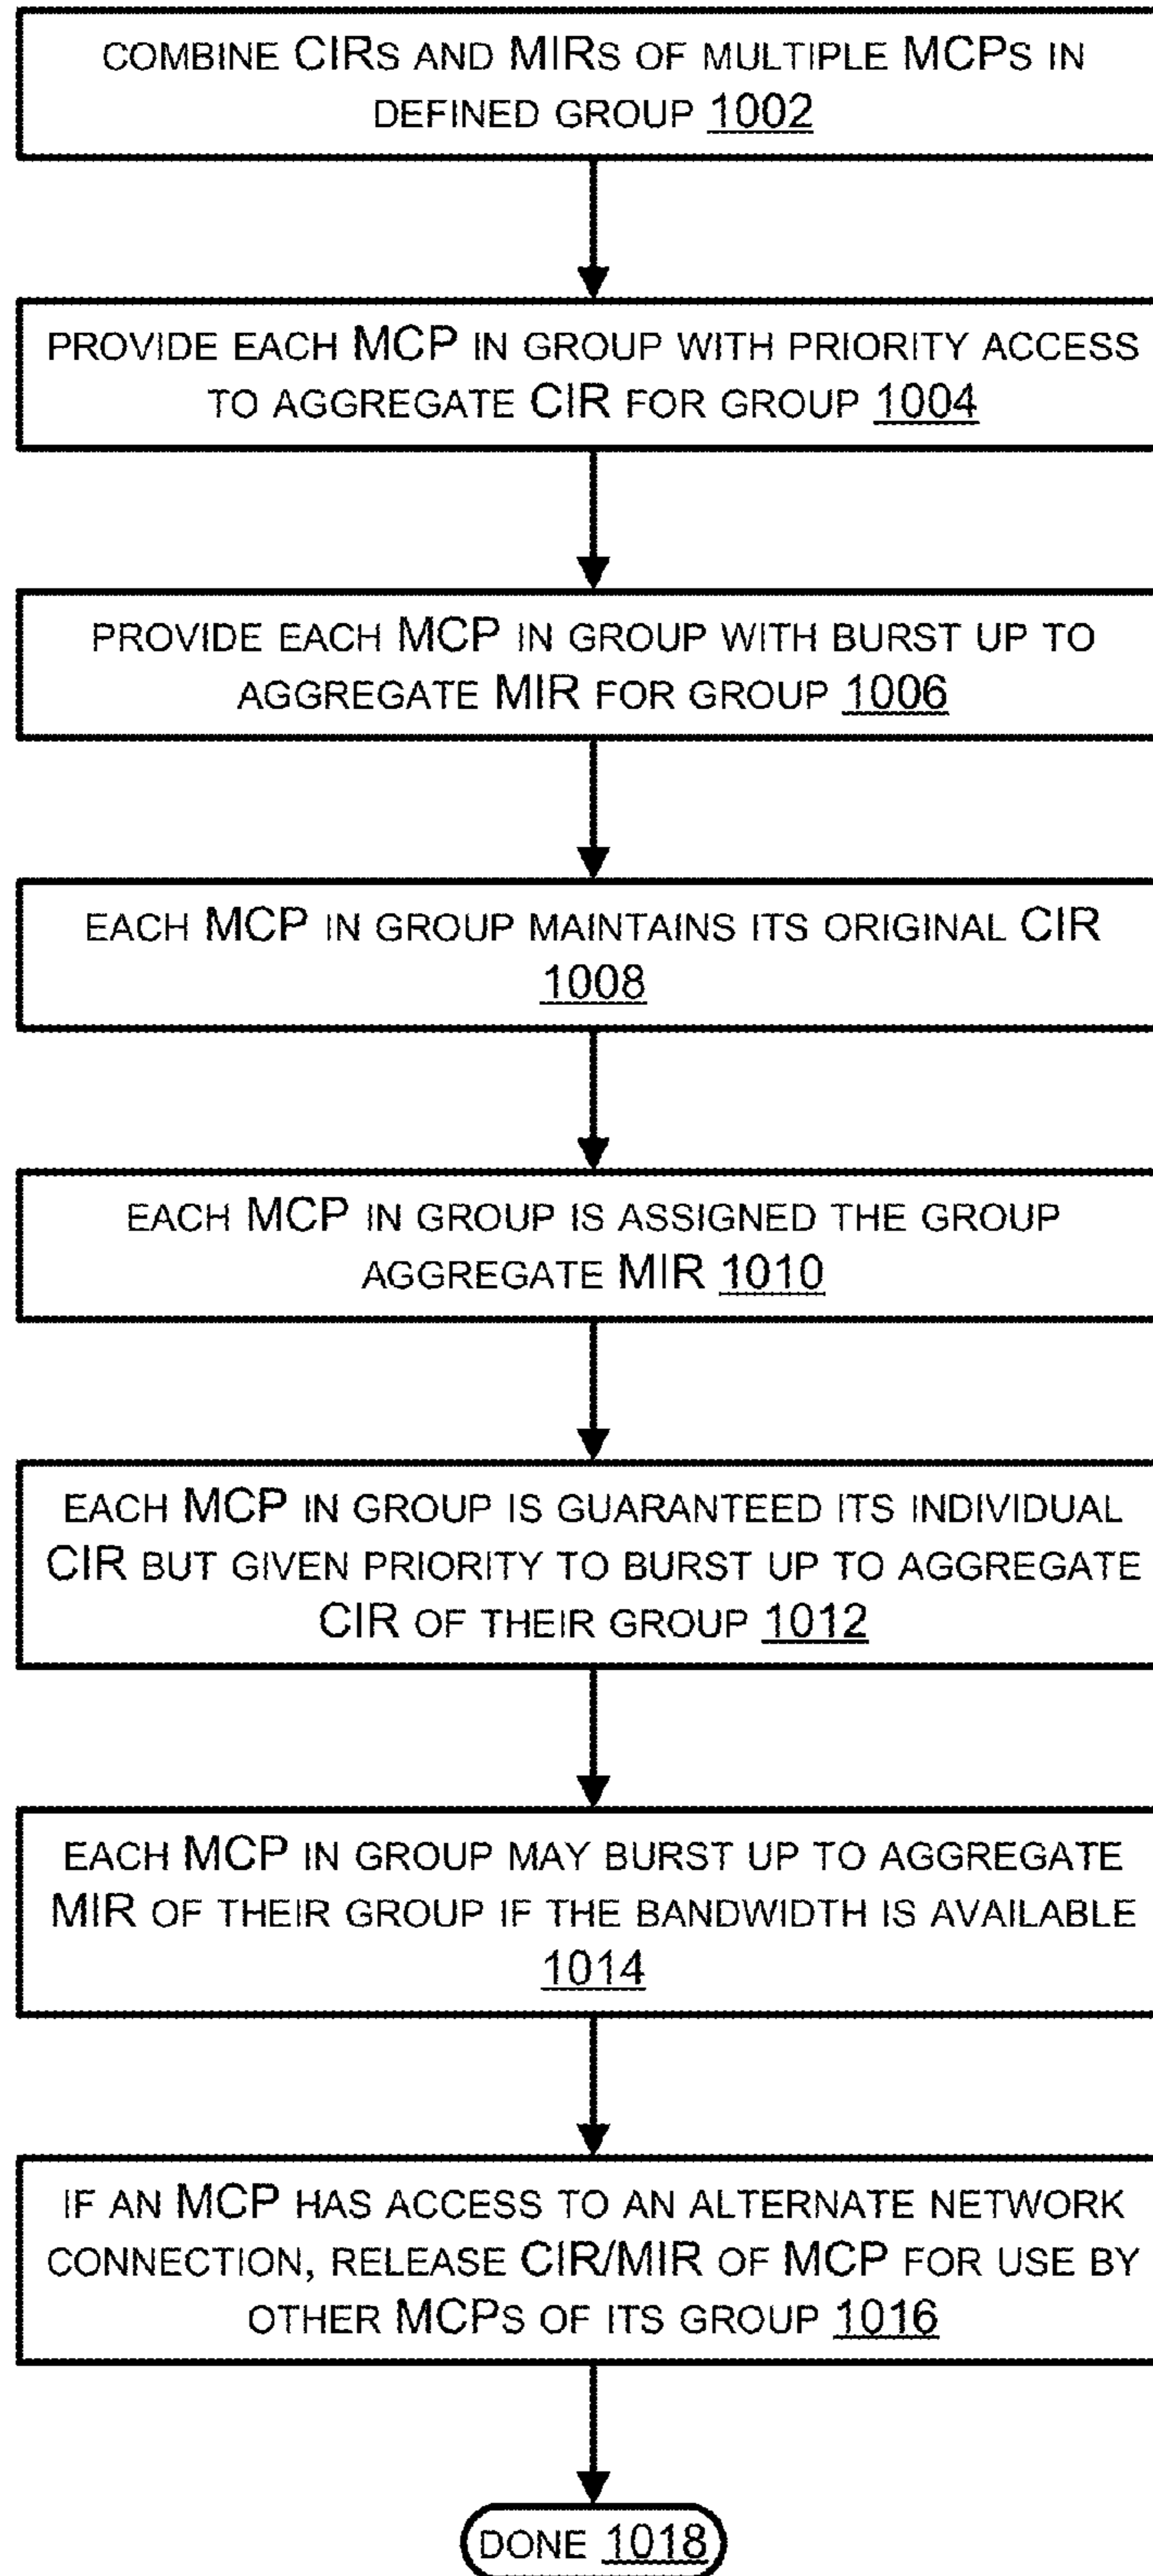 COMBINE CIRS AND MIRS OF MULTIPLE MCPS IN
DEFINED GROUP 1002
PROVIDE EACH MCP IN GROUP WITH PRIORITY ACCESS
TO AGGREGATE CIR FOR GROUP 1004
PROVIDE EACH MCP IN GROUP WITH BURST UP TO
AGGREGATE MIR FOR GROUP 1006
EACH MCP IN GROUP MAINTAINS ITS ORIGINAL CIR
1008
EACH MCP IN GROUP IS ASSIGNED THE GROUP
AGGREGATE MIR 1010
EACH MCP IN GROUP IS GUARANTEED ITS INDIVIDUAL
CIR BUT GIVEN PRIORITY TO BURST UP TO AGGREGATE
CIR OF THEIR GROUP 1012
EACH MCP IN GROUP MAY BURST UP TO AGGREGATE
MIR OF THEIR GROUP IF THE BANDWIDTH IS AVAILABLE
1014
IF AN MCP HAS ACCESS TO AN ALTERNATE NETWORK
CONNECTION, RELEASE CIR/MIR OF MCP FOR USE BY
OTHER MCPS OF ITS GROUP 1016
DONE 1018